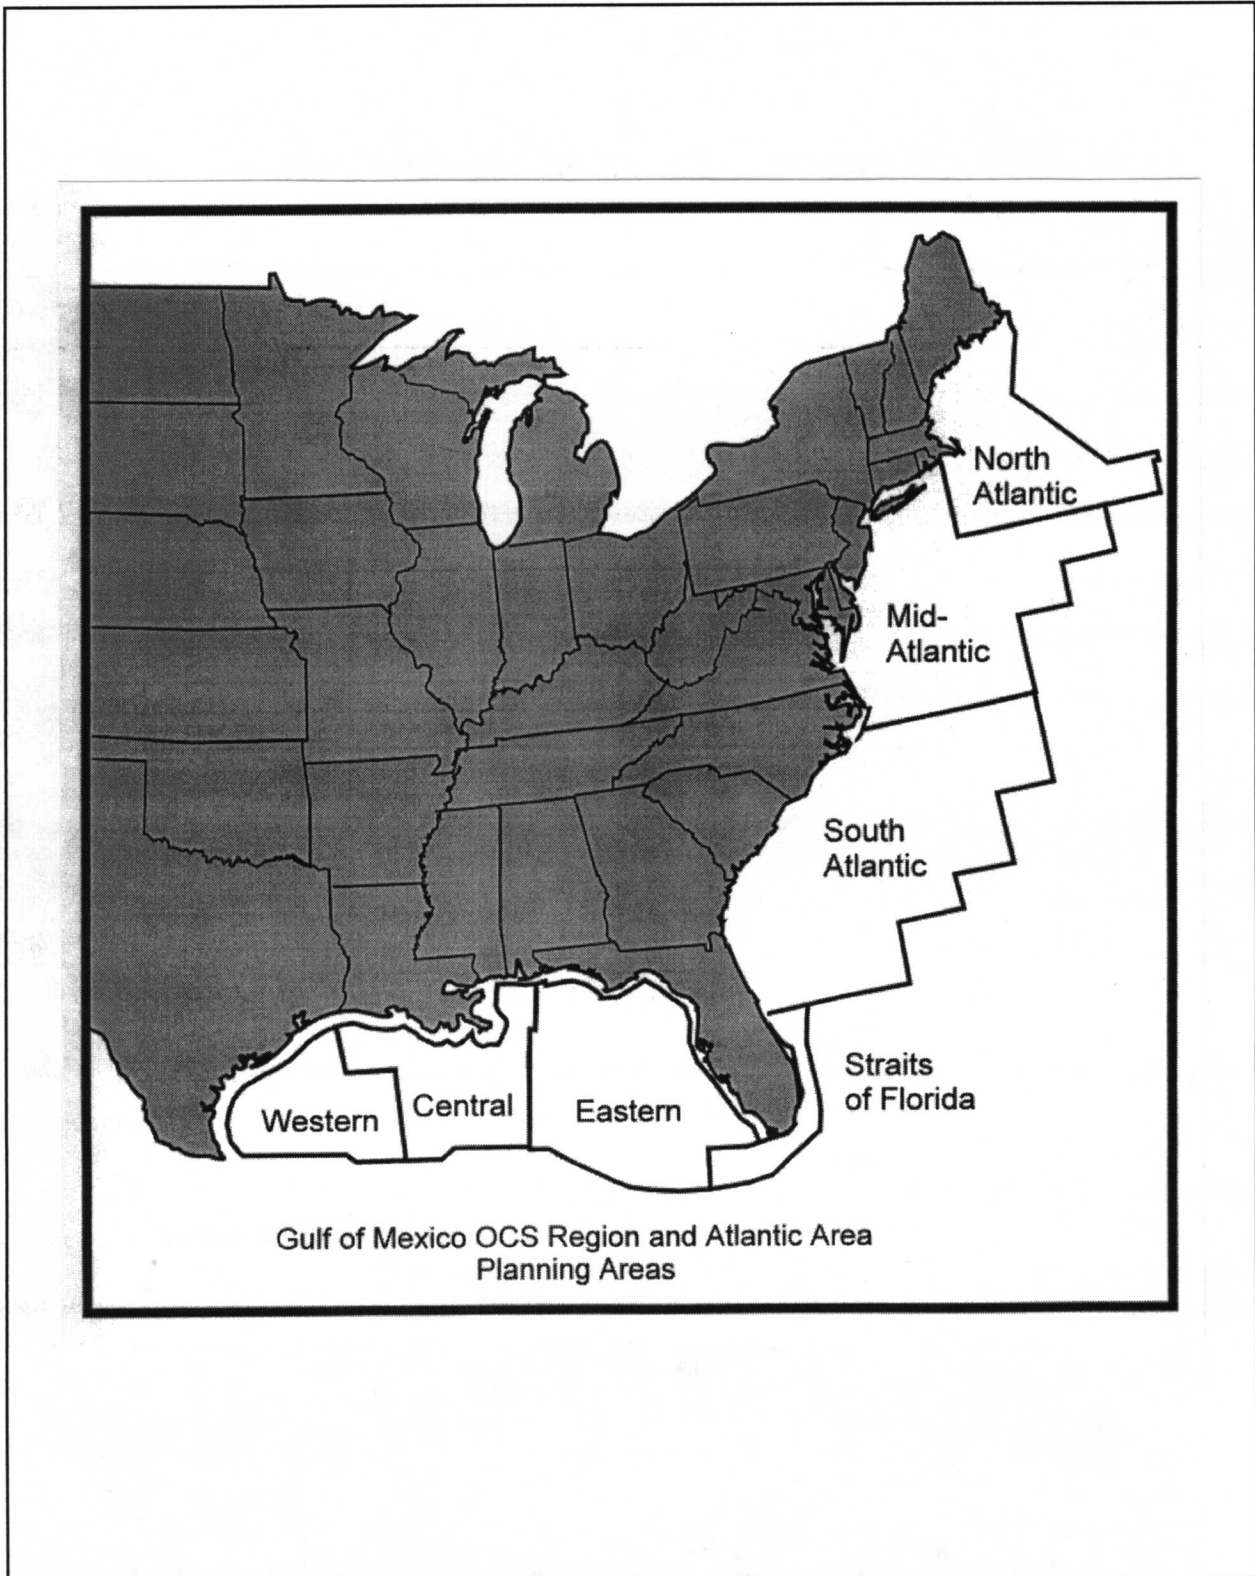 North
Atlantic
Mid-
Atlantic
South
Atlantic
Straits
of Florida
Western
Central
Eastern
Gulf of Mexico OCS Region and Atlantic Area
Planning Areas